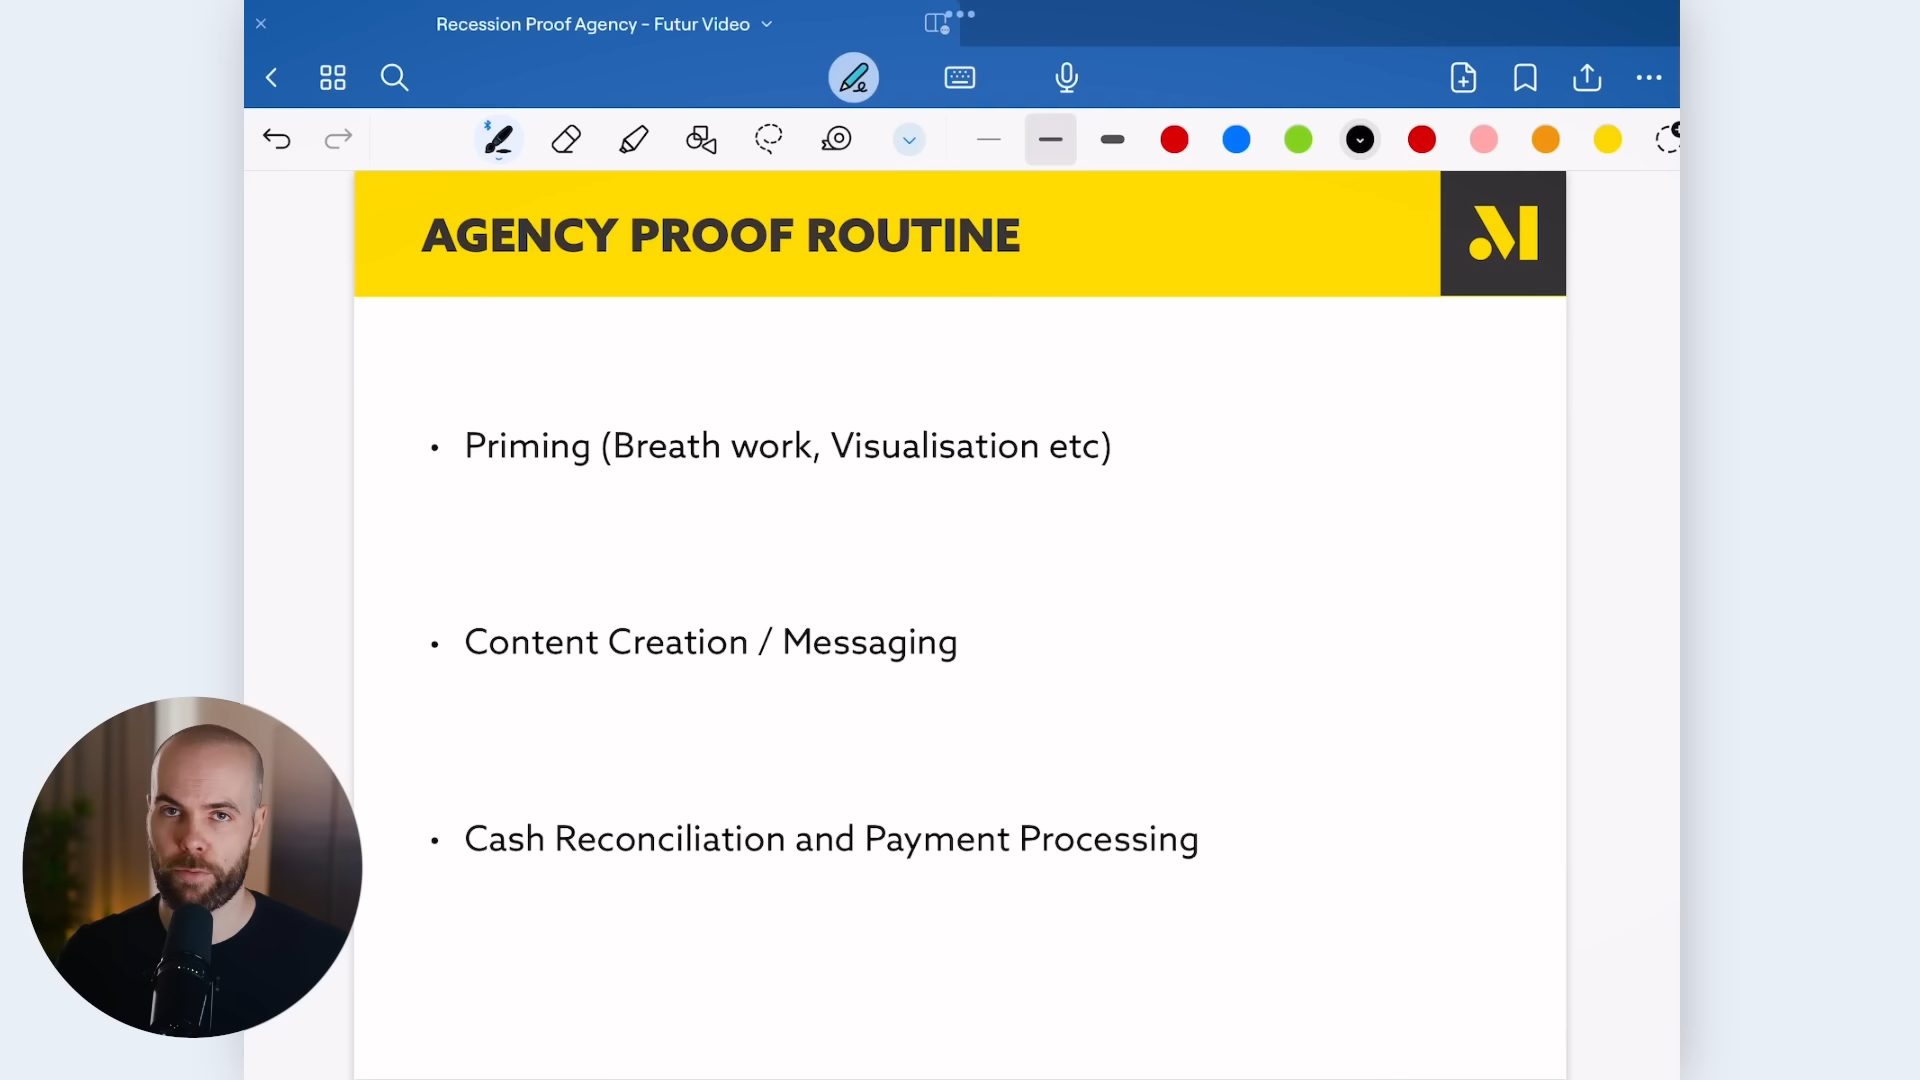 Recession Proof Agency – Futur Video
AGENCY PROOF ROUTINE
• Priming (Breath work, Visualisation etc)
• Content Creation / Messaging
• Cash Reconciliation and Payment Processing